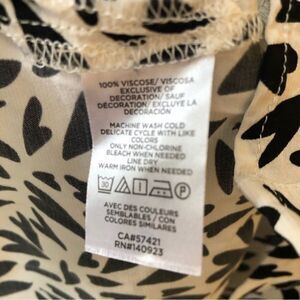 100% VISCOSE/ VISCOSA
EXCLUSIVE OF
DECORATION/ SAUF
DÉCORATION/ EXCLUYE LA
DECORACIÓN
MACHINE WASH COLD
DELICATE CYCLE WITH LIKE
COLORS
ONLY NON-CHLORINE
BLEACH WHEN NEEDED
LINE DRY
WARM IRON WHEN NEEDED
30 P
AVEC DES COULEURS
SEMBLABLES / CON
COLORES SIMILARES
CA#57421
RN#140923